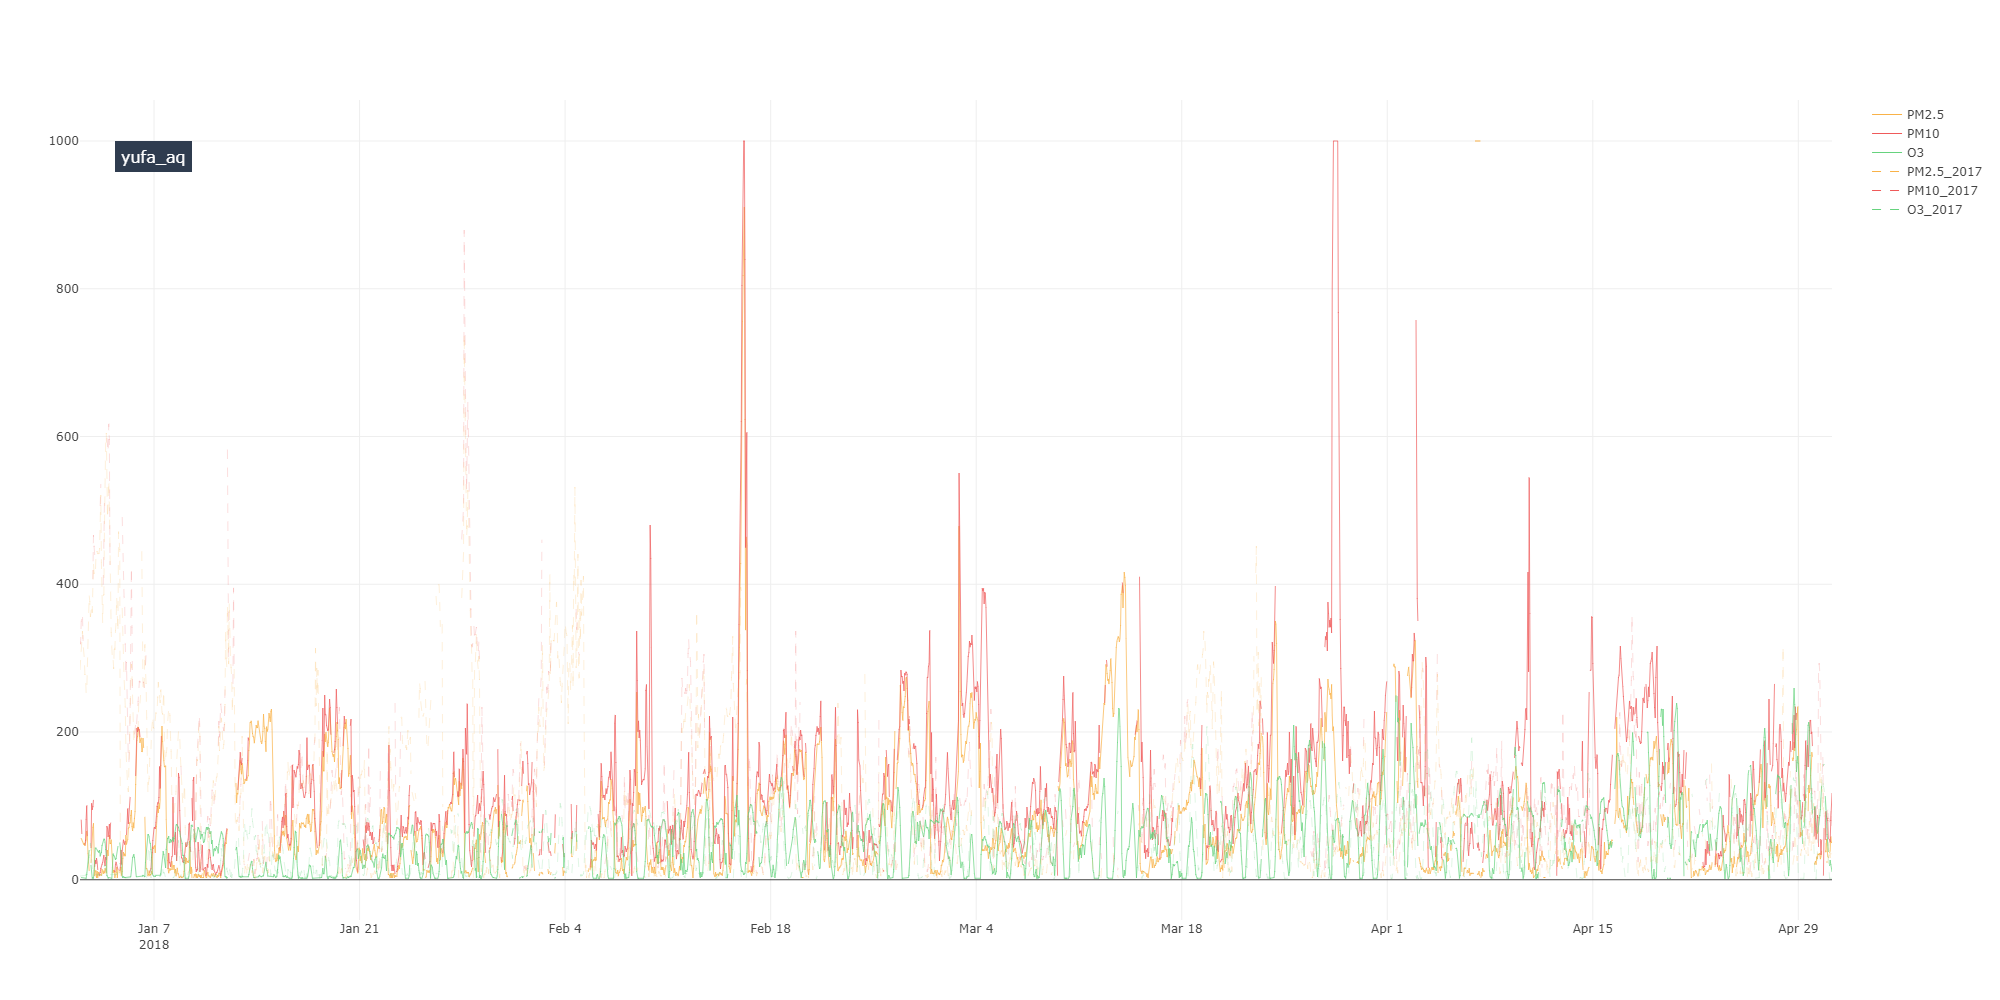 yufa_aq
1000
800
600
400
200
0
Jan 7
2018
Jan 21
Feb 4
Feb 18
Mar 4
Mar 18
Apr 1
Apr 15
Apr 29
PM2.5
PM10
O3
PM2.5_2017
PM10_2017
O3_2017